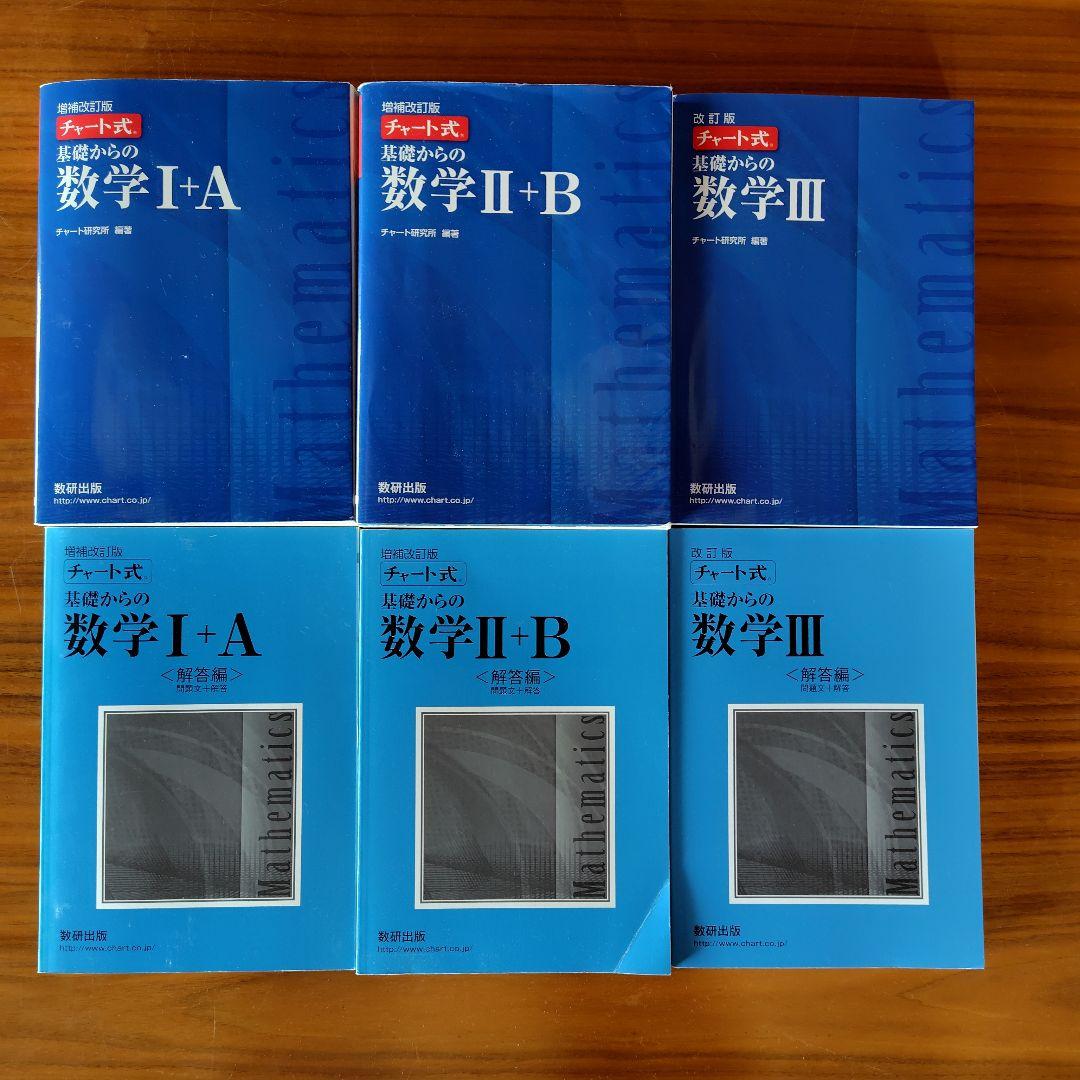 増補改訂版
チャート式®
基礎からの
数学Ⅰ+A
チャート研究所 編著
Mathematics
数研出版
http://www.chart.co.jp/
増補改訂版
チャート式®
基礎からの
数学Ⅱ+B
チャート研究所 編著
Mathematics
数研出版
http://www.chart.co.jp/
改訂版
チャート式®
基礎からの
数学Ⅲ
チャート研究所 編著
Mathematics
数研出版
http://www.chart.co.jp/
増補改訂版
チャート式®
基礎からの
数学Ⅰ+A
<解答編>
問題文+解答
Mathematics
数研出版
http://www.chart.co.jp/
増補改訂版
チャート式®
基礎からの
数学Ⅱ+B
<解答編>
問題文+解答
Mathematics
数研出版
http://www.chart.co.jp/
改訂版
チャート式®
基礎からの
数学Ⅲ
<解答編>
問題文+解答
Mathematics
数研出版
http://www.chart.co.jp/